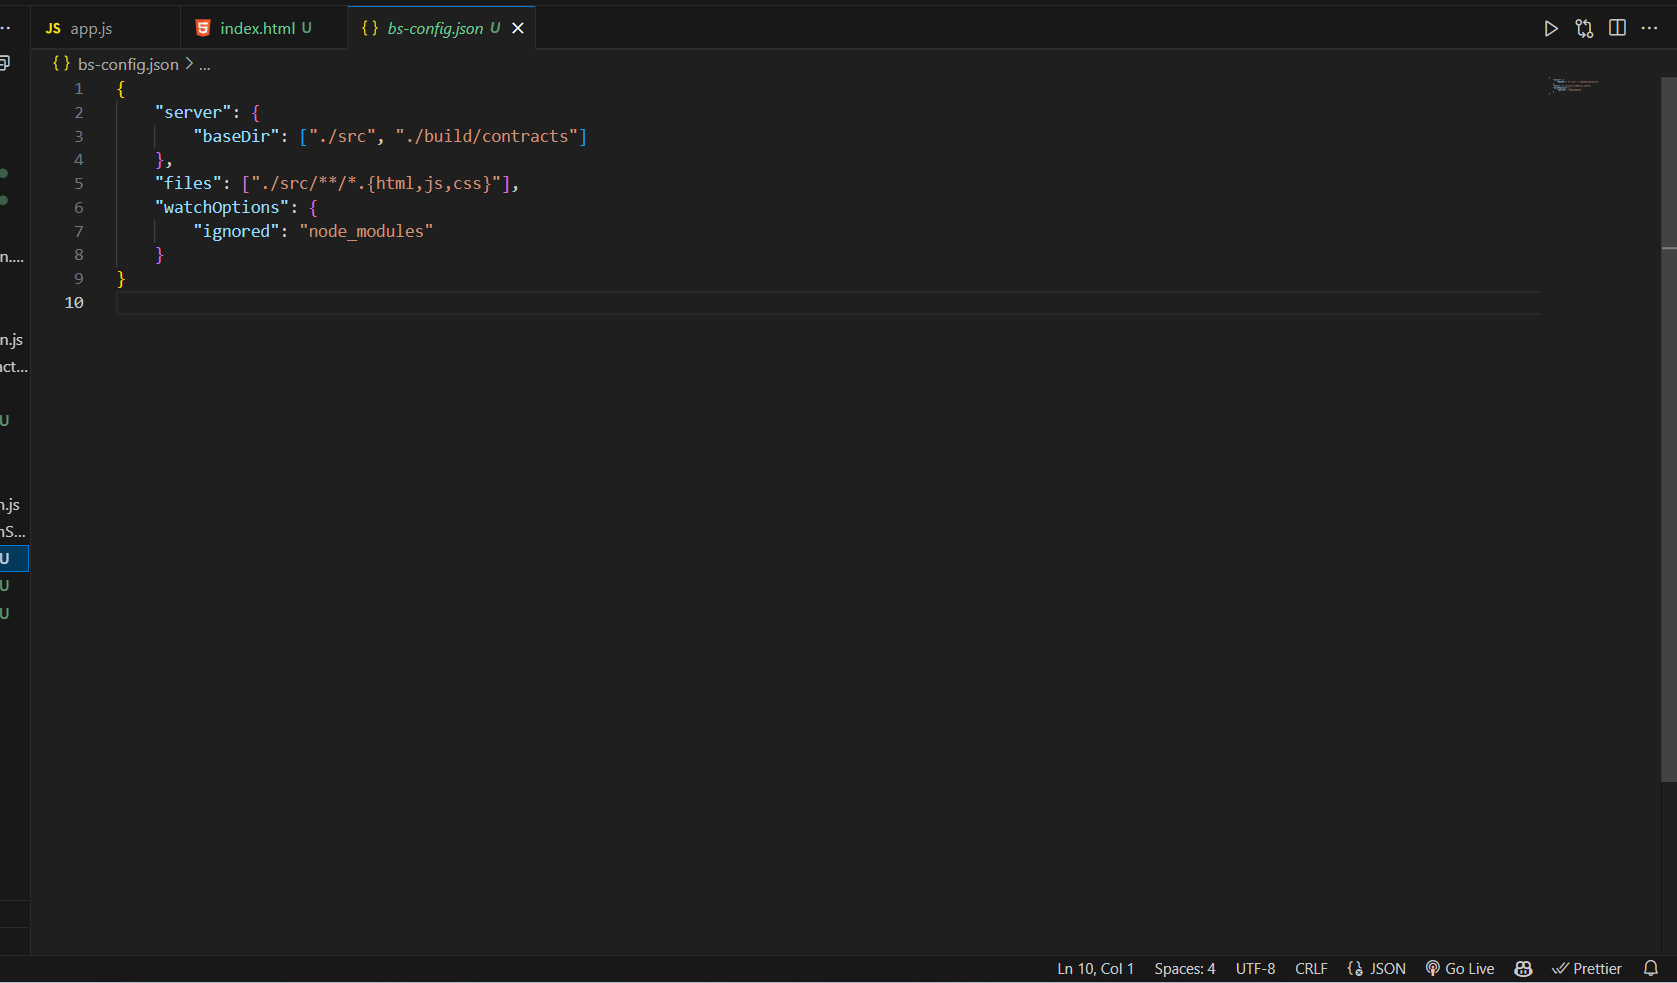 JS app.js
index.html U
{ } bs-config.json U
{ } bs-config.json > ...
1 {
2 "server": {
3 "baseDir": ["./src", "./build/contracts"]
4 },
5 "files": ["./src/**/*.{html,js,css}"],
6 "watchOptions": {
7 "ignored": "node_modules"
8 }
9 }
10
n....
n.js
act...
U
n.js
nS...
U
U
U
Ln 10, Col 1 Spaces: 4 UTF-8 CRLF JSON Go Live Prettier